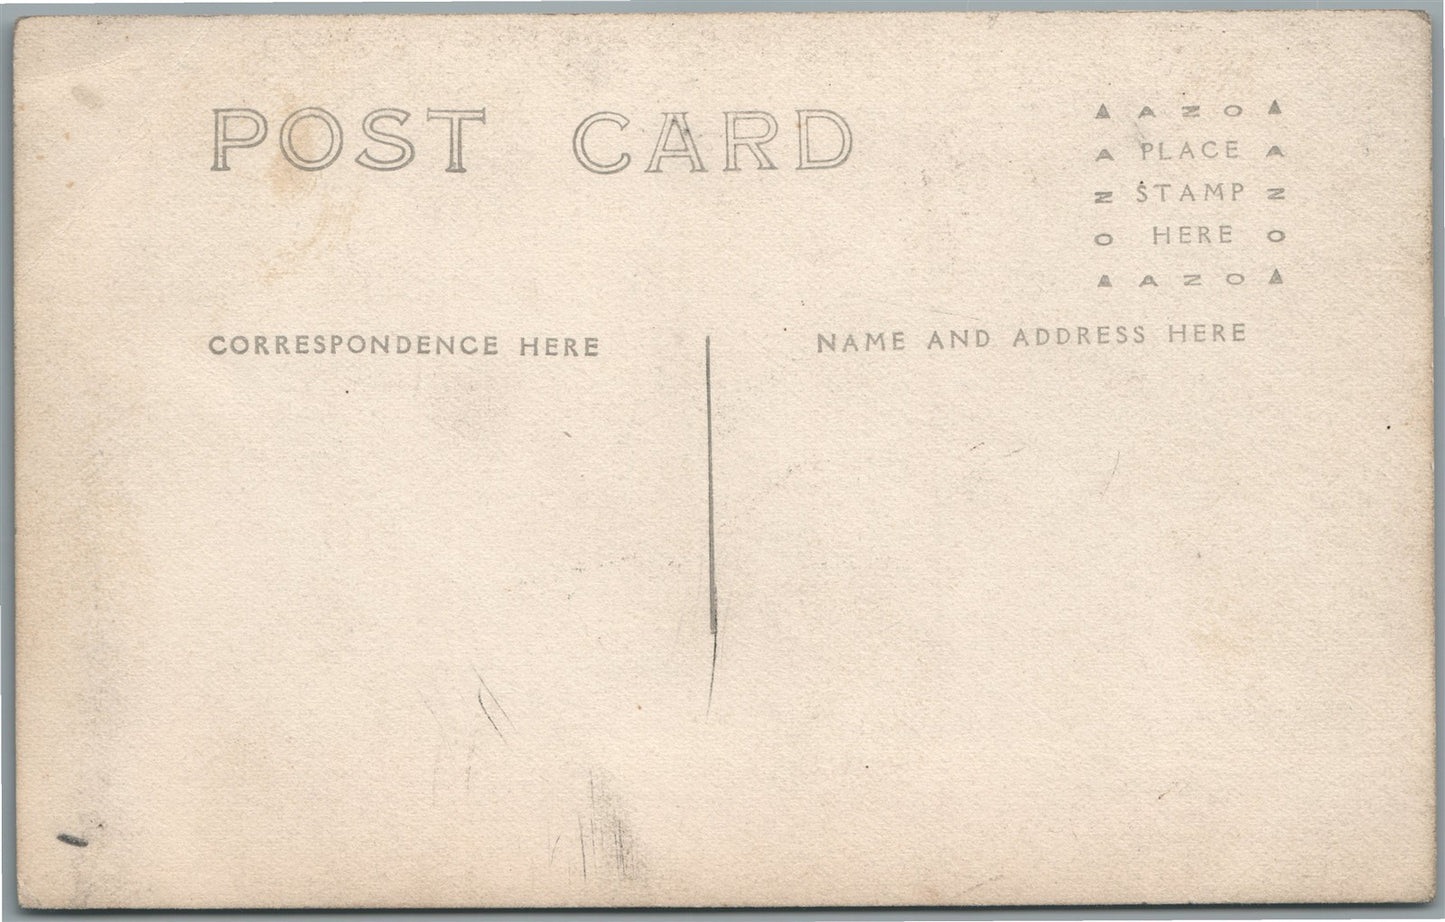 POST CARD
▲ AZO ▲
A PLACE A
Z STAMP Z
O HERE O
▲ AZO ▲
CORRESPONDENCE HERE
NAME AND ADDRESS HERE